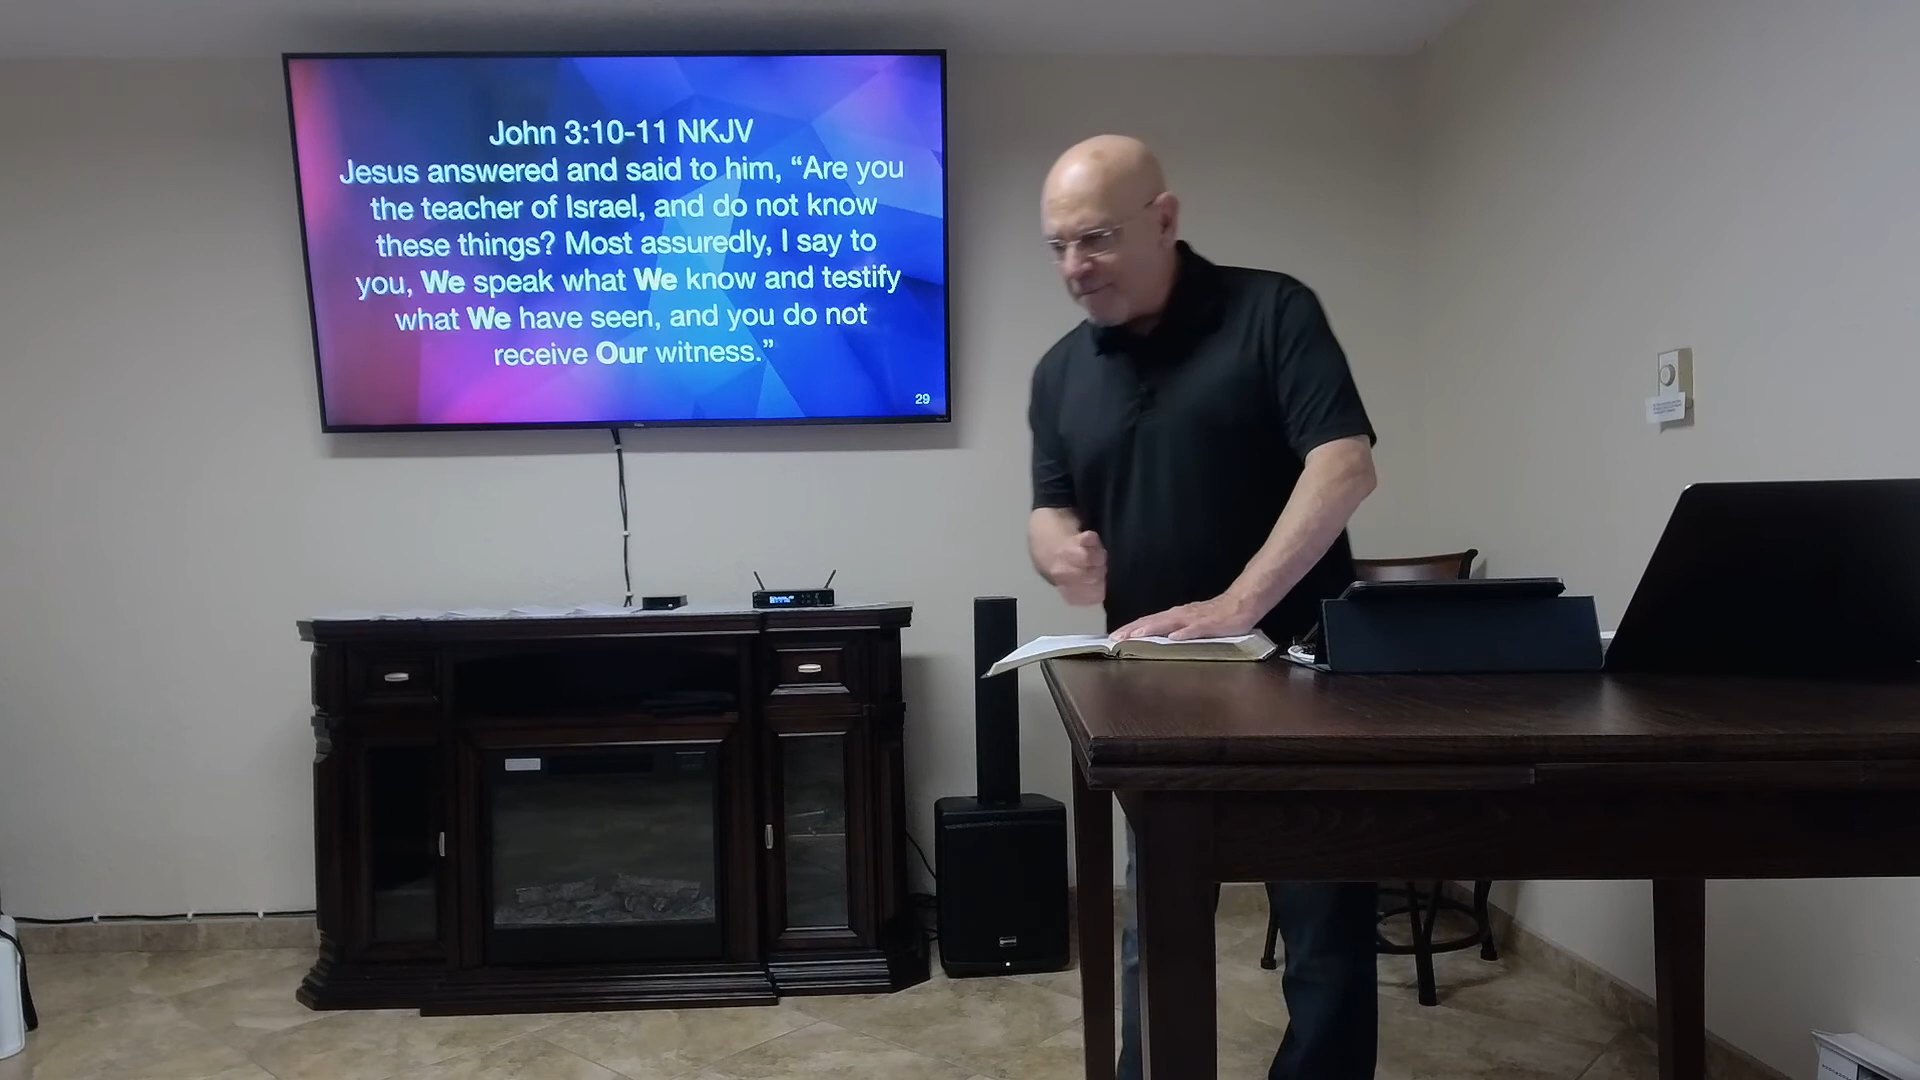 John 3:10-11 NKJV
Jesus answered and said to him, “Are you
the teacher of Israel, and do not know
these things? Most assuredly, I say to
you, We speak what We know and testify
what We have seen, and you do not
receive Our witness.”
29